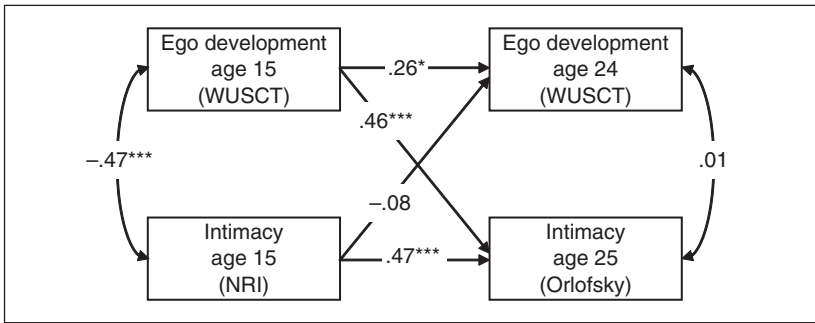 Ego development
age 15
(WUSCT)
Ego development
age 24
(WUSCT)
.26*
.46***
–.47***
.01
–.08
.47***
Intimacy
age 15
(NRI)
Intimacy
age 25
(Orlofsky)